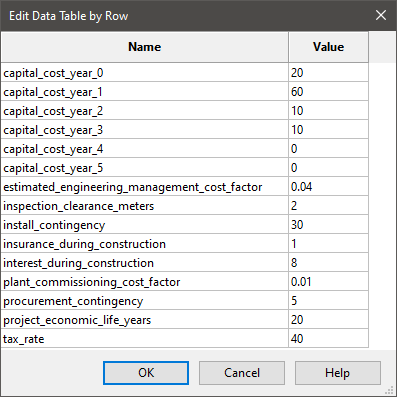 Edit Data Table by Row
Name Value
capital_cost_year_0 20
capital_cost_year_1 60
capital_cost_year_2 10
capital_cost_year_3 10
capital_cost_year_4 0
capital_cost_year_5 0
estimated_engineering_management_cost_factor 0.04
inspection_clearance_meters 2
install_contingency 30
insurance_during_construction 1
interest_during_construction 8
plant_commissioning_cost_factor 0.01
procurement_contingency 5
project_economic_life_years 20
tax_rate 40
OK Cancel Help